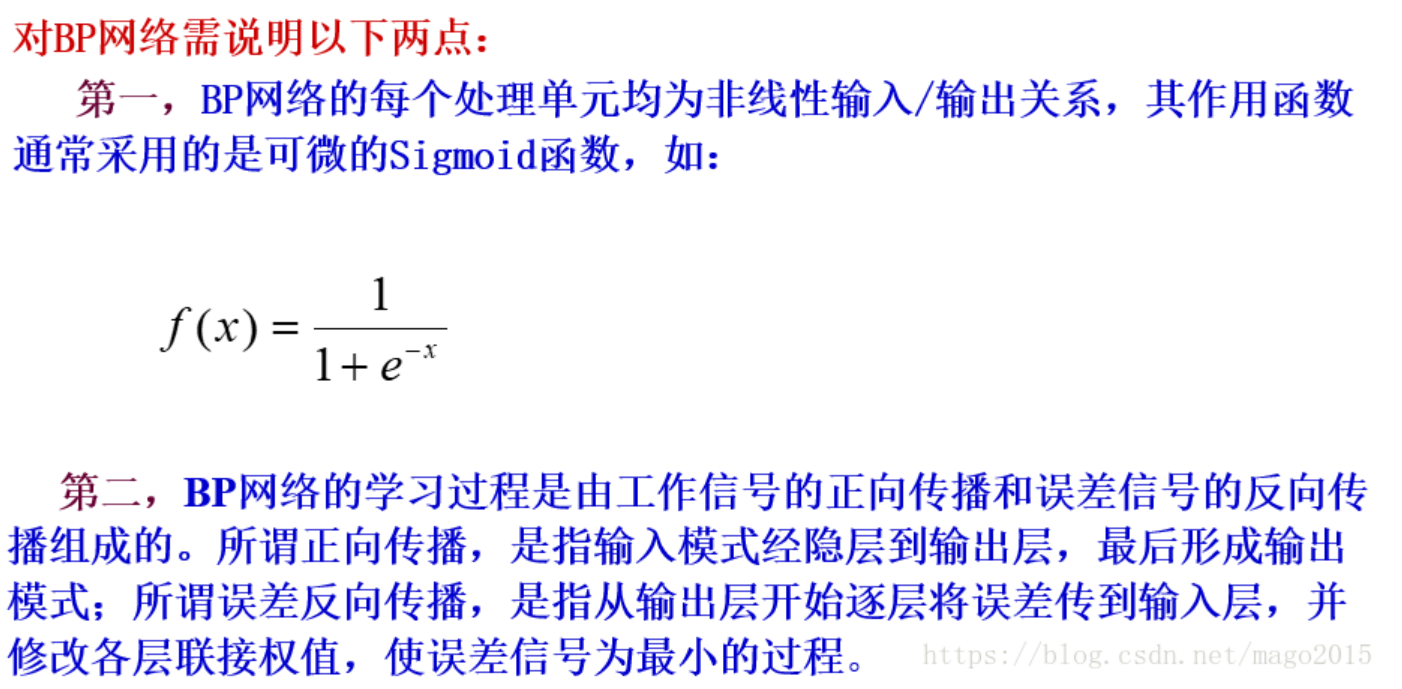 对BP网络需说明以下两点：
第一，BP网络的每个处理单元均为非线性输入/输出关系，其作用函数
通常采用的是可微的Sigmoid函数，如：
f(x) = 1 / (1 + e^{-x})
第二，BP网络的学习过程是由工作信号的正向传播和误差信号的反向传
播组成的。所谓正向传播，是指输入模式经隐层到输出层，最后形成输出
模式；所谓误差反向传播，是指从输出层开始逐层将误差传到输入层，并
修改各层联接权值，使误差信号为最小的过程。
https://blog.csdn.net/mago2015